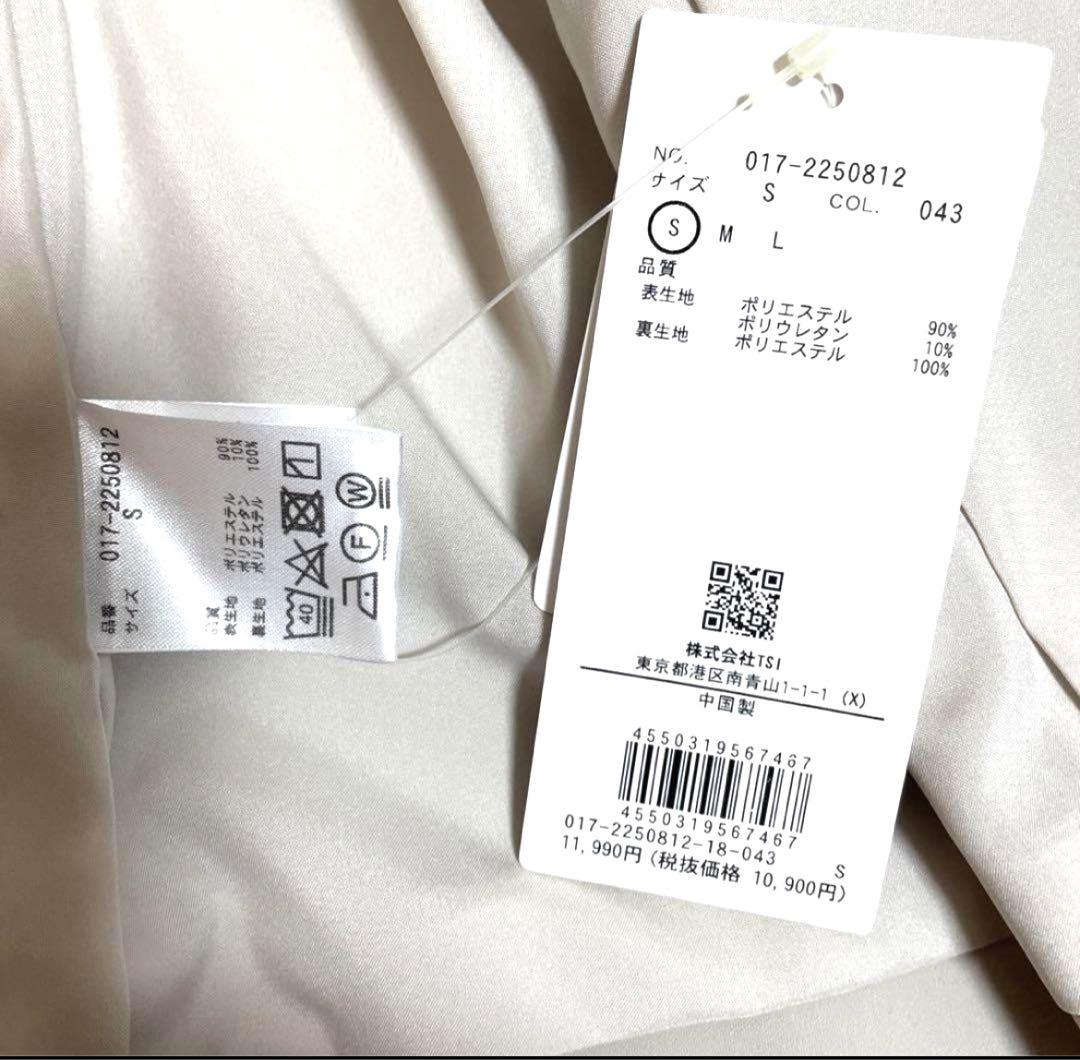 NO. 017-2250812
サイズ S COL. 043
S M L
品質
表生地 ポリエステル 90%
ポリウレタン 10%
裏生地 ポリエステル 100%
株式会社TSI
東京都港区南青山1-1-1 (X)
中国製
4550319567467
4550319567467
017-2250812-18-043 S
11,990円(税抜価格 10,900円)
品番 017-2250812
サイズ S
品質
表生地 ポリエステル 90%
ポリウレタン 10%
裏生地 ポリエステル 100%
40
F W